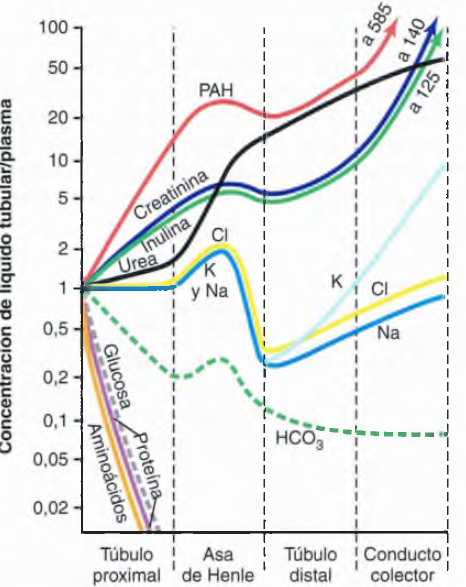 Concentración de líquido tubular/plasma
100
50
20
10
5
2
1
0,5
0,2
0,1
0,05
0,02
a 585
a 140
a 125
PAH
Creatinina
Inulina
Urea
Cl
K
y Na
K
Cl
Na
HCO3
Glucosa
Proteína
Aminoácidos
Túbulo
proximal
Asa
de Henle
Túbulo
distal
Conducto
colector